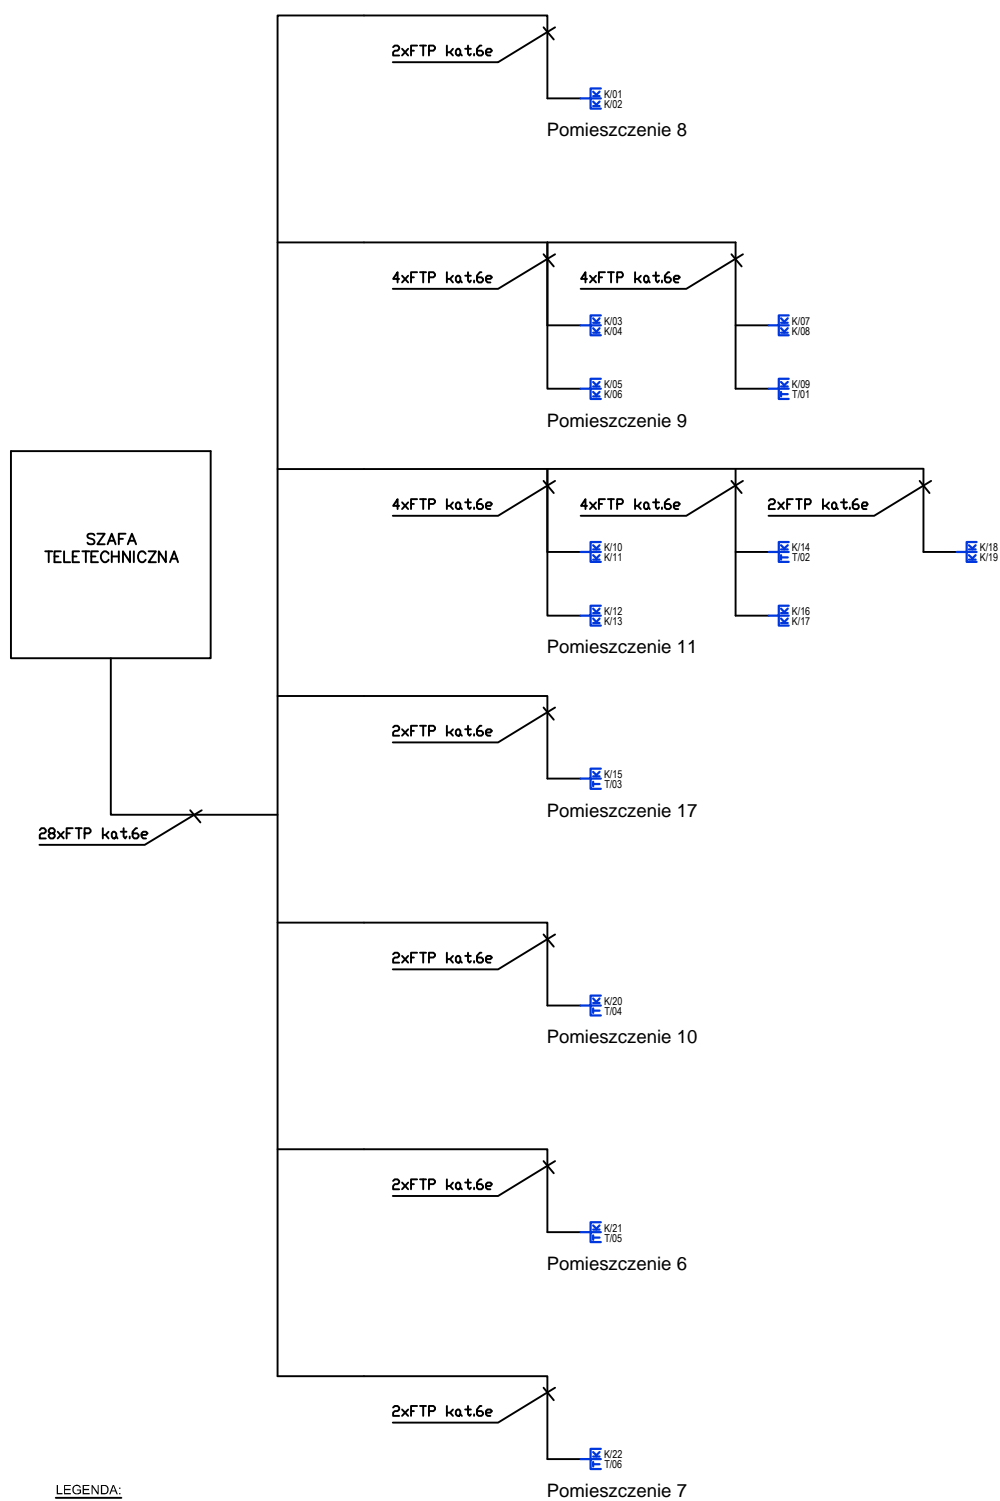 2xFTP kat.6e
K/01
K/02
Pomieszczenie 8
4xFTP kat.6e
4xFTP kat.6e
K/03
K/04
K/07
K/08
K/05
K/06
K/09
T/01
Pomieszczenie 9
SZAFA
TELETECHNICZNA
4xFTP kat.6e
4xFTP kat.6e
2xFTP kat.6e
K/10
K/11
K/14
T/02
K/18
K/19
K/12
K/13
K/16
K/17
Pomieszczenie 11
2xFTP kat.6e
K/15
T/03
Pomieszczenie 17
28xFTP kat.6e
2xFTP kat.6e
K/20
T/04
Pomieszczenie 10
2xFTP kat.6e
K/21
T/05
Pomieszczenie 6
2xFTP kat.6e
K/22
T/06
Pomieszczenie 7
LEGENDA: